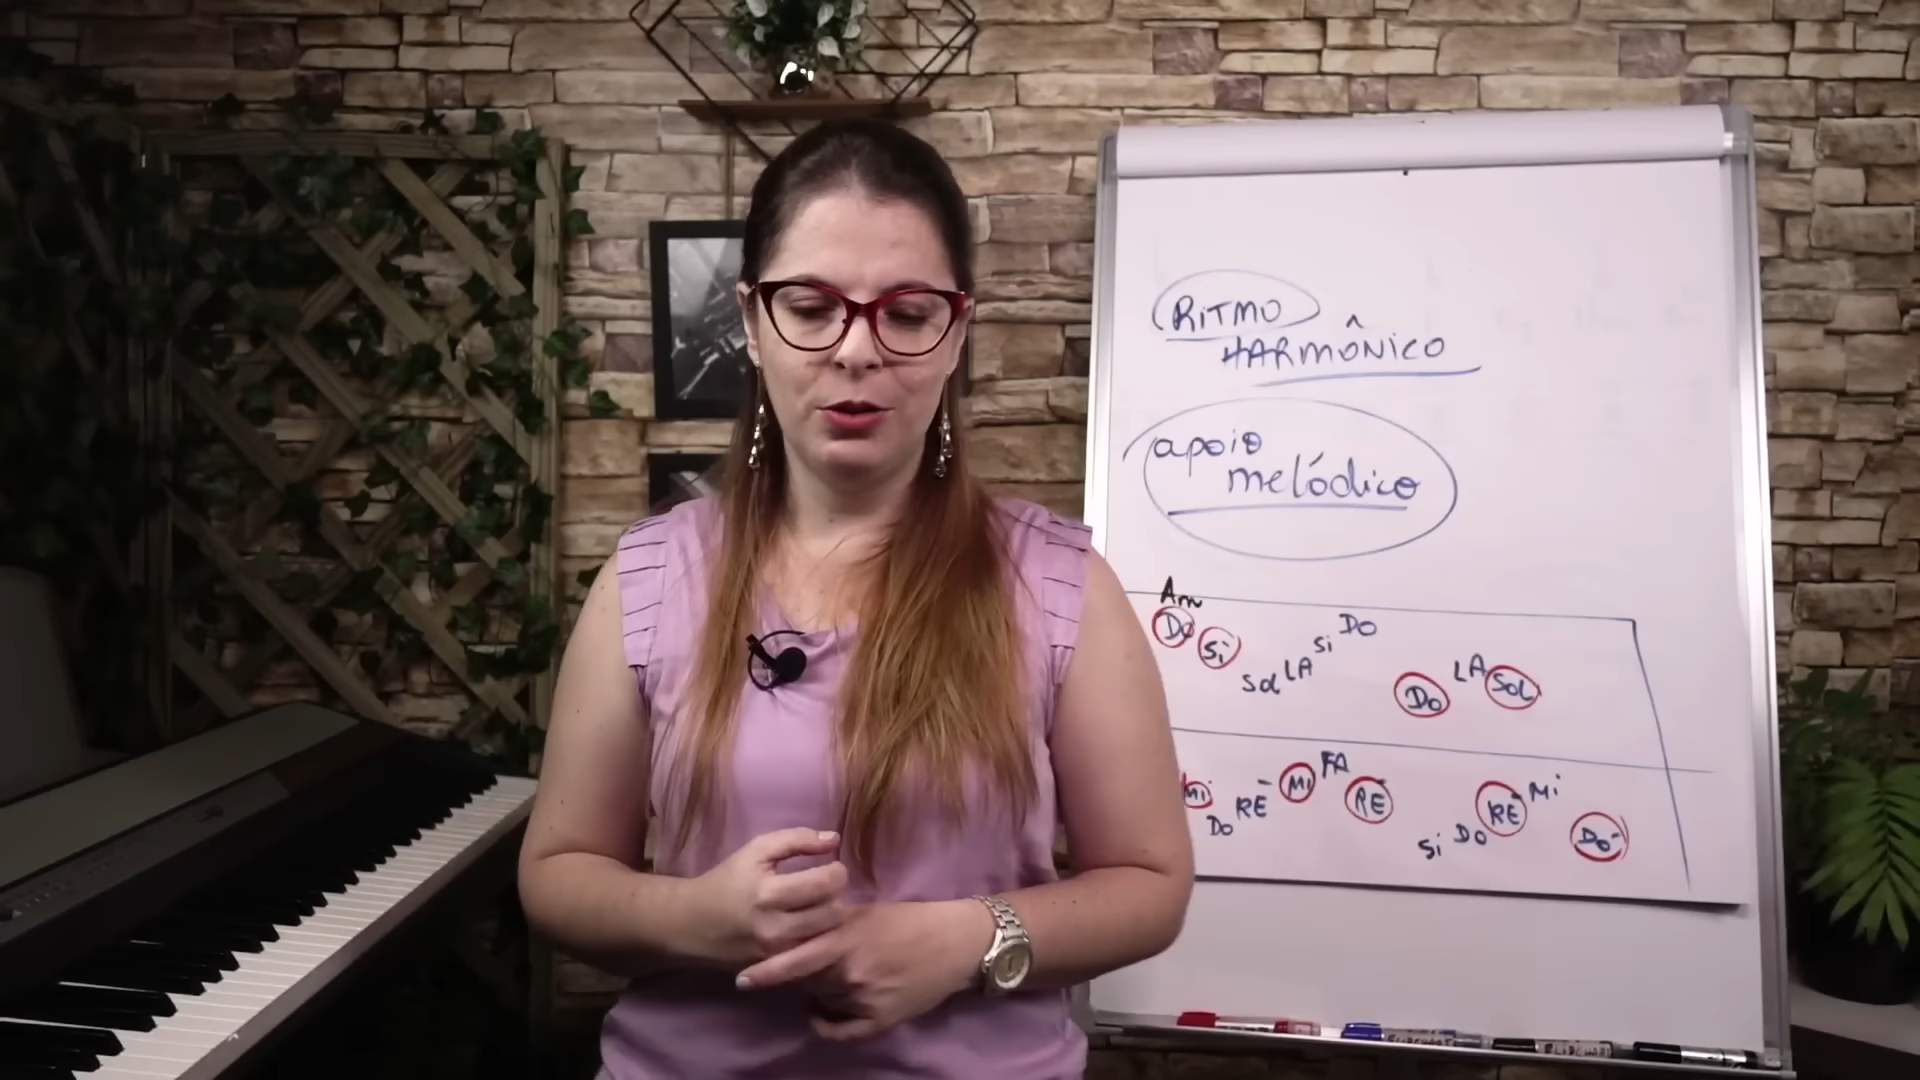 RITMO
HARMÔNICO
apoio
melódico
Am
DO SI SOL LA SI DO DO LA SOL
MI DO RÉ MI FA RÉ SI DO RÉ MI DO